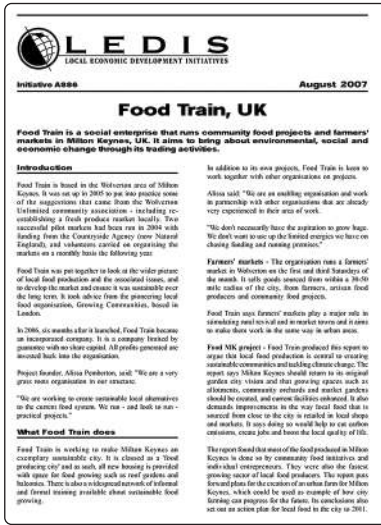 LEDIS
LOCAL ECONOMIC DEVELOPMENT INITIATIVES
Initiative A886
August 2007
Food Train, UK
Food Train is a social enterprise that runs community food projects and farmers'
markets in Milton Keynes, UK. It aims to bring about environmental, social and
economic change through its trading activities.
Introduction
Food Train is based in the Wolverton area of Milton
Keynes. It was set up in 2005 to put into practice some
of the suggestions that came from the Wolverton
Unlimited community association - including re-
establishing a fresh produce market locally. Two
successful pilot markets had been run in 2004 with
funding from the Countryside Agency (now Natural
England), and volunteers carried on organising the
markets on a monthly basis the following year.
Food Train was put together to look at the wider picture
of local food production and the associated issues, and
to develop the market and ensure it was sustainable over
the long term. It took advice from the pioneering local
food organisation, Growing Communities, based in
London.
In 2006, six months after it launched, Food Train became
an incorporated company. It is a company limited by
guarantee with no share capital. All profits generated are
invested back into the organisation.
Project founder, Alissa Pemberton, said: "We are a very
grass roots organisation in our structure.
"We are working to create sustainable local alternatives
to the current food system. We run - and look to run -
practical projects."
What Food Train does
Food Train is working to make Milton Keynes an
exemplary sustainable city. It is classed as a 'food
producing city' and as such, all new housing is provided
with space for food growing such as roof gardens and
balconies. There is also a widespread network of informal
and formal training available about sustainable food
growing.
In addition to its own projects, Food Train is keen to
work together with other organisations on projects.
Alissa said: "We are an enabling organisation and work
in partnership with other organisations that are already
very experienced in their area of work.
"We don't necessarily have the aspiration to grow huge.
We don't want to use up the limited energies we have on
chasing funding and running premises."
Farmers' markets - The organisation runs a farmers'
market in Wolverton on the first and third Saturdays of
the month. It sells goods sourced from within a 30-50
mile radius of the city, from farmers, artisan food
producers and community food projects.
Food Train says farmers' markets play a major role in
stimulating rural revival and in market towns and it aims
to make them work in the same way in urban areas.
Food MK project - Food Train produced this report to
argue that local food production is central to creating
sustainable communities and tackling climate change. The
report says Milton Keynes should return to its original
garden city vision and that growing spaces such as
allotments, community orchards and market gardens
should be created, and current facilities enhanced. It also
demands improvements in the way local food that is
sourced from close to the city is retailed in local shops
and markets. It says doing so would help to cut carbon
emissions, create jobs and boost the local quality of life.
The report found that most of the food produced in Milton
Keynes is done so by community food initiatives and
individual entrepreneurs. They were also the fastest
growing sector of local food producers. The report puts
forward plans for the creation of an urban farm for Milton
Keynes, which could be used as example of how city
farming can progress for the future. Its conclusions also
set out an action plan for local food in the city to 2011.